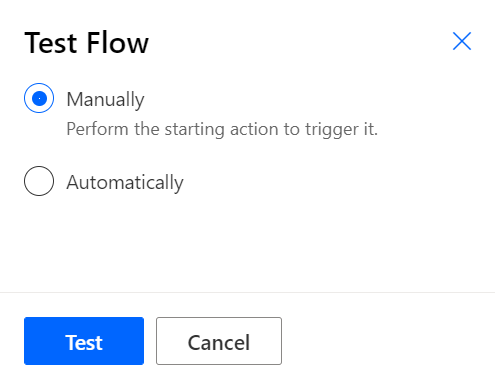 Test Flow
Manually
Perform the starting action to trigger it.
Automatically
Test
Cancel